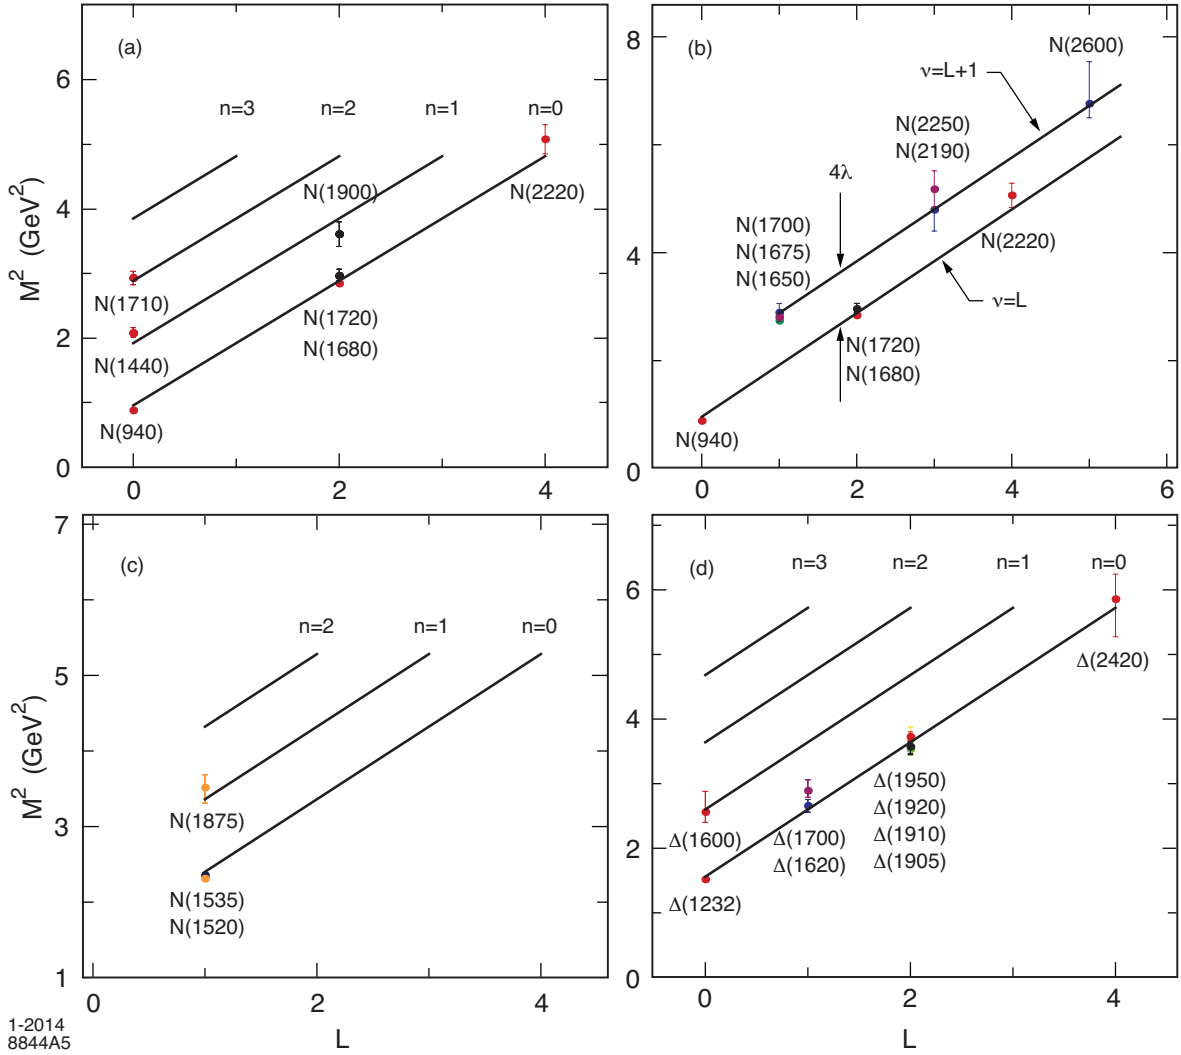 (a)
6
4
2
0
0
2
4
M² (GeV²)
n=3 n=2 n=1 n=0
N(1900)
N(2220)
N(1710)
N(1720)
N(1680)
N(1440)
N(940)
(b)
8
4
0
0
2
4
6
N(2600)
ν=L+1
N(2250)
N(2190)
4λ
N(1700)
N(1675)
N(1650)
N(2220)
ν=L
N(1720)
N(1680)
N(940)
(c)
7
5
3
1
0
2
4
M² (GeV²)
L
n=2 n=1 n=0
N(1875)
N(1535)
N(1520)
(d)
6
4
2
0
0
2
4
L
n=3 n=2 n=1 n=0
Δ(2420)
Δ(1950)
Δ(1920)
Δ(1910)
Δ(1905)
Δ(1600)
Δ(1700)
Δ(1620)
Δ(1232)
1-2014
8844A5